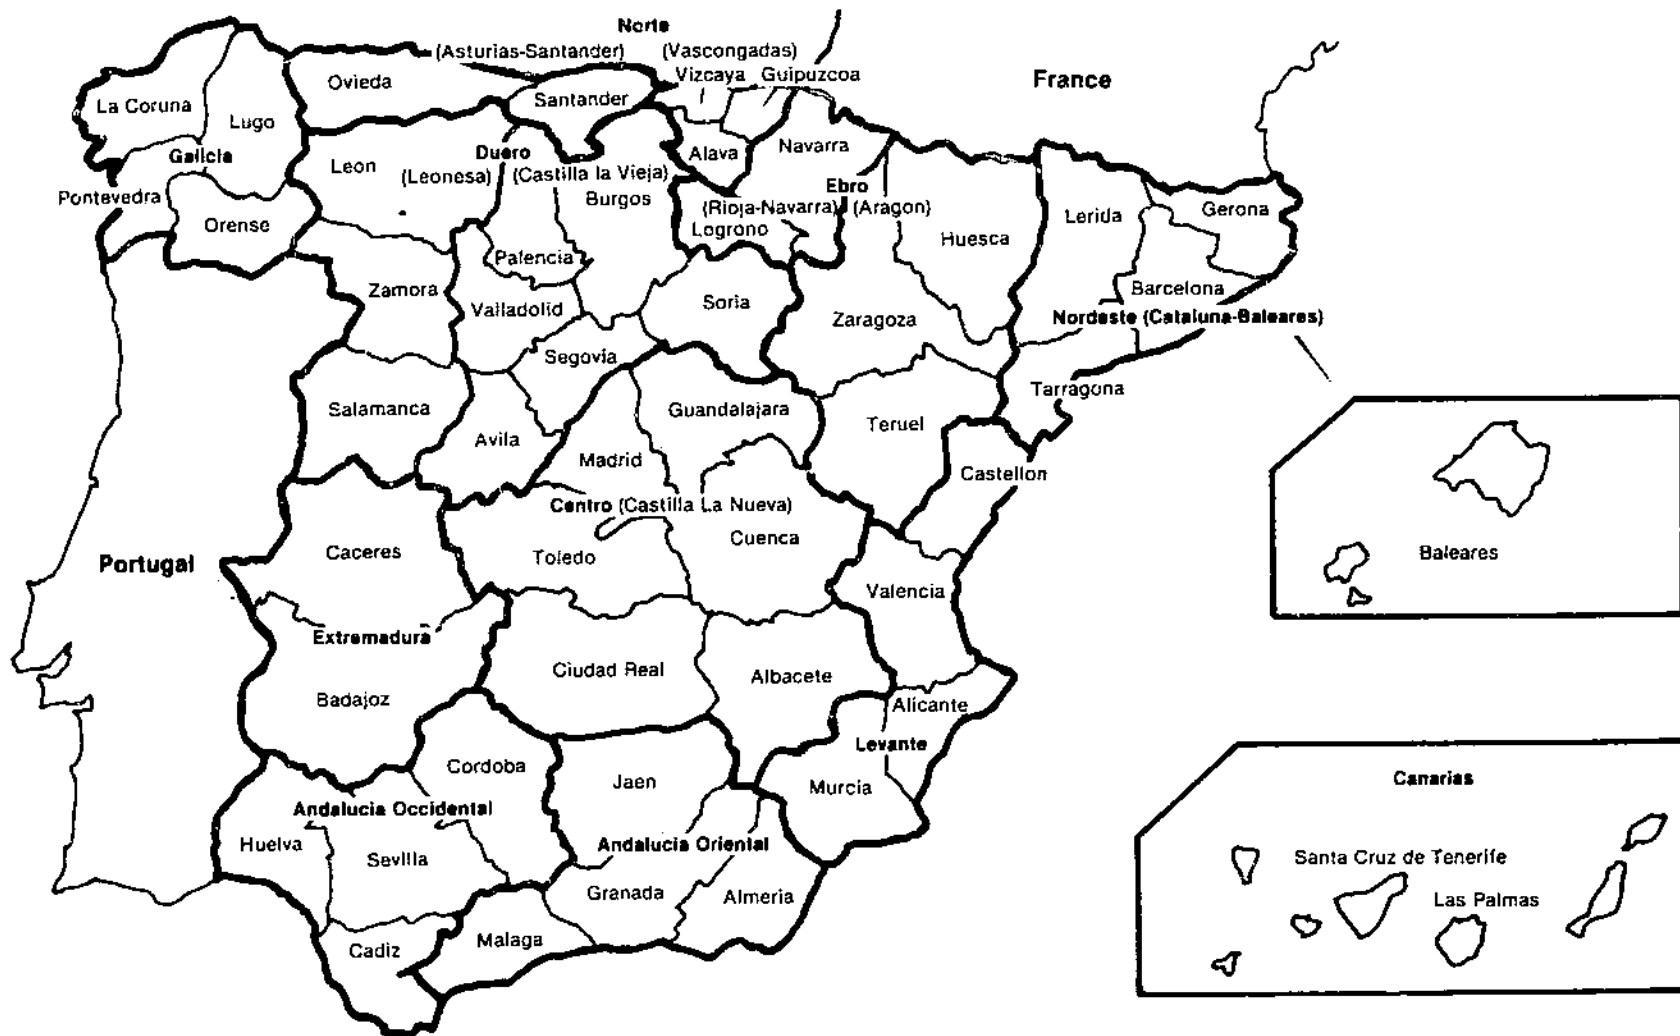 Norte
(Asturias-Santander)
(Vascongadas)
Vizcaya
Guipuzcoa
France
Ovieda
Santander
La Coruna
Lugo
Galicia
Leon
Duero
(Leonesa)
(Castilla la Vieja)
Burgos
Alava
Navarra
Ebro
(Rioja-Navarra)
(Aragon)
Logrono
Pontevedra
Orense
Huesca
Lerida
Gerona
Palencia
Zamora
Valladolid
Soria
Zaragoza
Barcelona
Nordeste (Cataluna-Baleares)
Segovia
Salamanca
Avila
Guandalajara
Teruel
Tarragona
Madrid
Castellon
Centro (Castilla La Nueva)
Portugal
Caceres
Toledo
Cuenca
Valencia
Baleares
Extremadura
Ciudad Real
Albacete
Badajoz
Alicante
Levante
Cordoba
Jaen
Murcia
Canarias
Andalucia Occidental
Huelva
Sevilla
Andalucia Oriental
Santa Cruz de Tenerife
Las Palmas
Granada
Almeria
Cadiz
Malaga